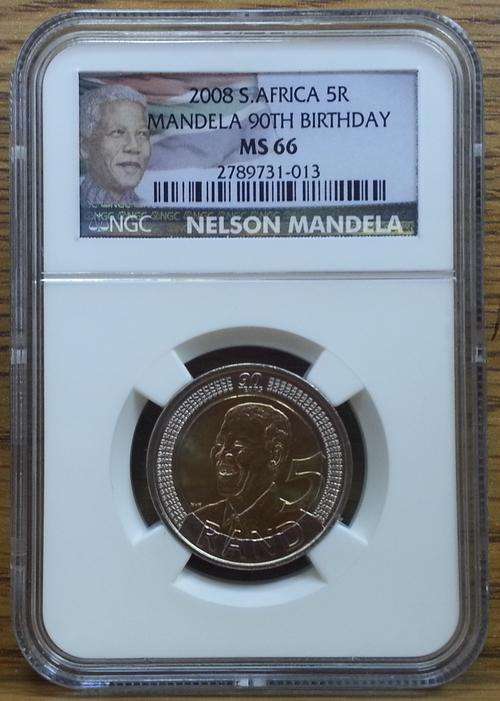 2008 S.AFRICA 5R
MANDELA 90TH BIRTHDAY
MS 66
2789731-013
NGC NELSON MANDELA
90
5
RAND